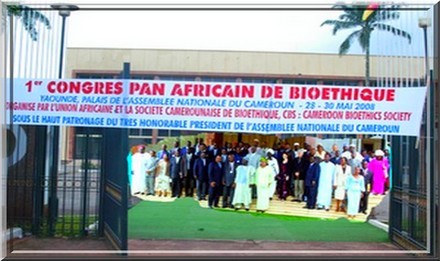 1er CONGRES PAN AFRICAIN DE BIOETHIQUE
YAOUNDE, PALAIS DE L'ASSEMBLEE NATIONALE DU CAMEROUN - 28 - 30 MAI 2008
ORGANISE PAR L'UNION AFRICAINE ET LA SOCIETE CAMEROUNAISE DE BIOETHIQUE, CBS : CAMEROON BIOETHICS SOCIETY
SOUS LE HAUT PATRONAGE DU TRÈS HONORABLE PRESIDENT DE L'ASSEMBLEE NATIONALE DU CAMEROUN